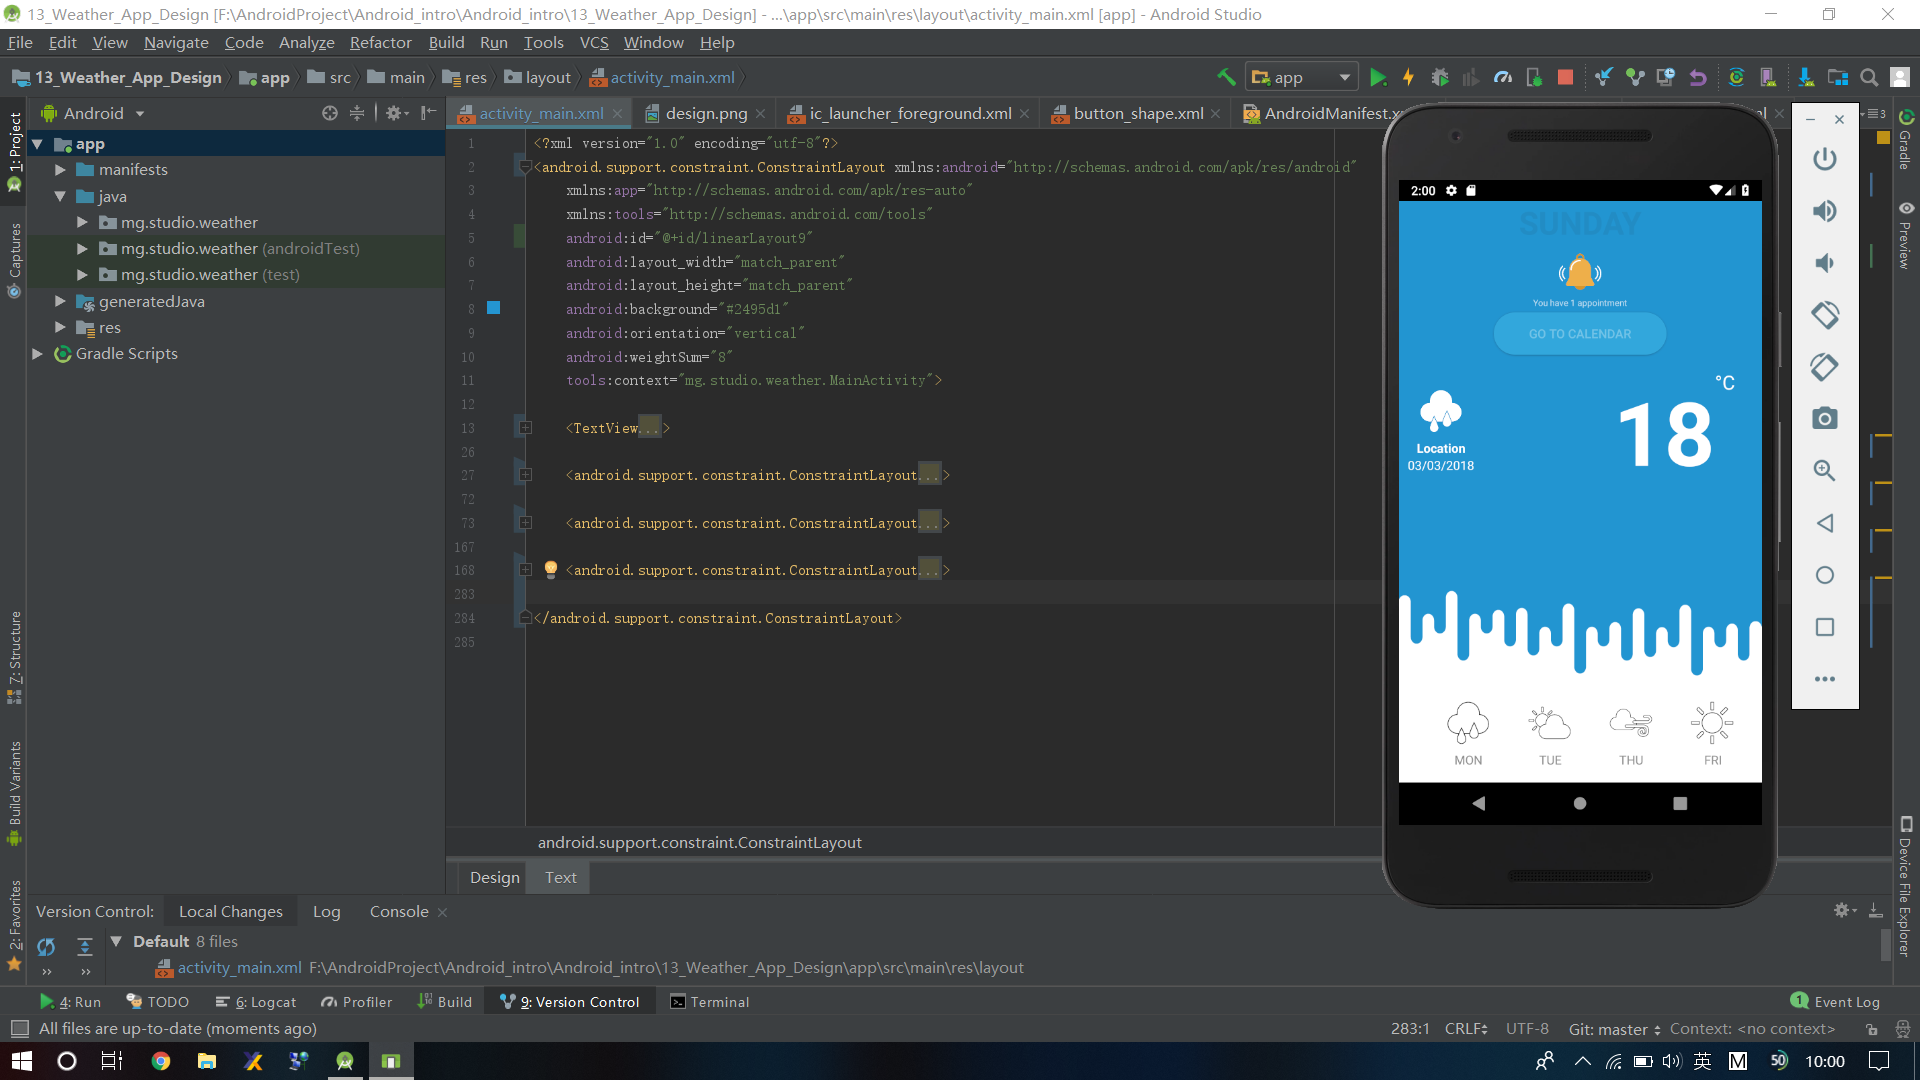 13_Weather_App_Design [F:\AndroidProject\Android_intro\Android_intro\13_Weather_App_Design] - ...\app\src\main\res\layout\activity_main.xml [app] - Android Studio
File Edit View Navigate Code Analyze Refactor Build Run Tools VCS Window Help
13_Weather_App_Design app src main res layout activity_main.xml
app
Android
activity_main.xml design.png ic_launcher_foreground.xml button_shape.xml AndroidManifest.x
1: Project
Captures
7: Structure
Build Variants
2: Favorites
app
manifests
java
mg.studio.weather
mg.studio.weather (androidTest)
mg.studio.weather (test)
generatedJava
res
Gradle Scripts
1 <?xml version="1.0" encoding="utf-8"?>
2 <android.support.constraint.ConstraintLayout xmlns:android="http://schemas.android.com/apk/res/android"
3 xmlns:app="http://schemas.android.com/apk/res-auto"
4 xmlns:tools="http://schemas.android.com/tools"
5 android:id="@+id/linearLayout9"
6 android:layout_width="match_parent"
7 android:layout_height="match_parent"
8 android:background="#2495d1"
9 android:orientation="vertical"
10 android:weightSum="8"
11 tools:context="mg.studio.weather.MainActivity">
12
13 <TextView...>
26
27 <android.support.constraint.ConstraintLayout...>
72
73 <android.support.constraint.ConstraintLayout...>
167
168 <android.support.constraint.ConstraintLayout...>
283
284 </android.support.constraint.ConstraintLayout>
285
android.support.constraint.ConstraintLayout
Design Text
2:00
SUNDAY
You have 1 appointment
GO TO CALENDAR
°C
18
Location
03/03/2018
MON TUE THU FRI
3
Gradle
Preview
Device File Explorer
Version Control: Local Changes Log Console
Default 8 files
activity_main.xml F:\AndroidProject\Android_intro\Android_intro\13_Weather_App_Design\app\src\main\res\layout
4: Run TODO 6: Logcat Profiler Build 9: Version Control Terminal
1 Event Log
All files are up-to-date (moments ago)
283:1 CRLF UTF-8 Git: master Context: <no context>
英 M 50 10:00